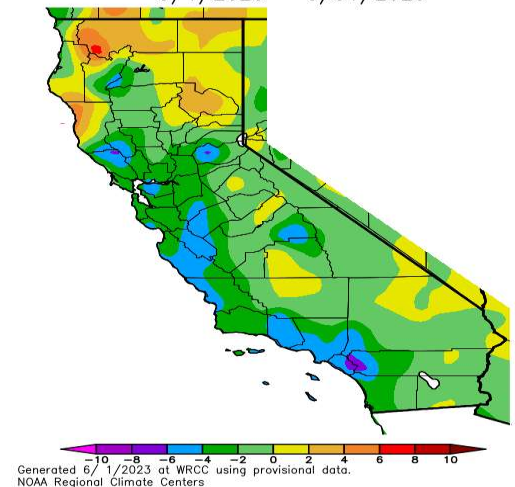 -10 -8 -6 -4 -2 0 2 4 6 8 10
Generated 6/ 1/2023 at WRCC using provisional data.
NOAA Regional Climate Centers